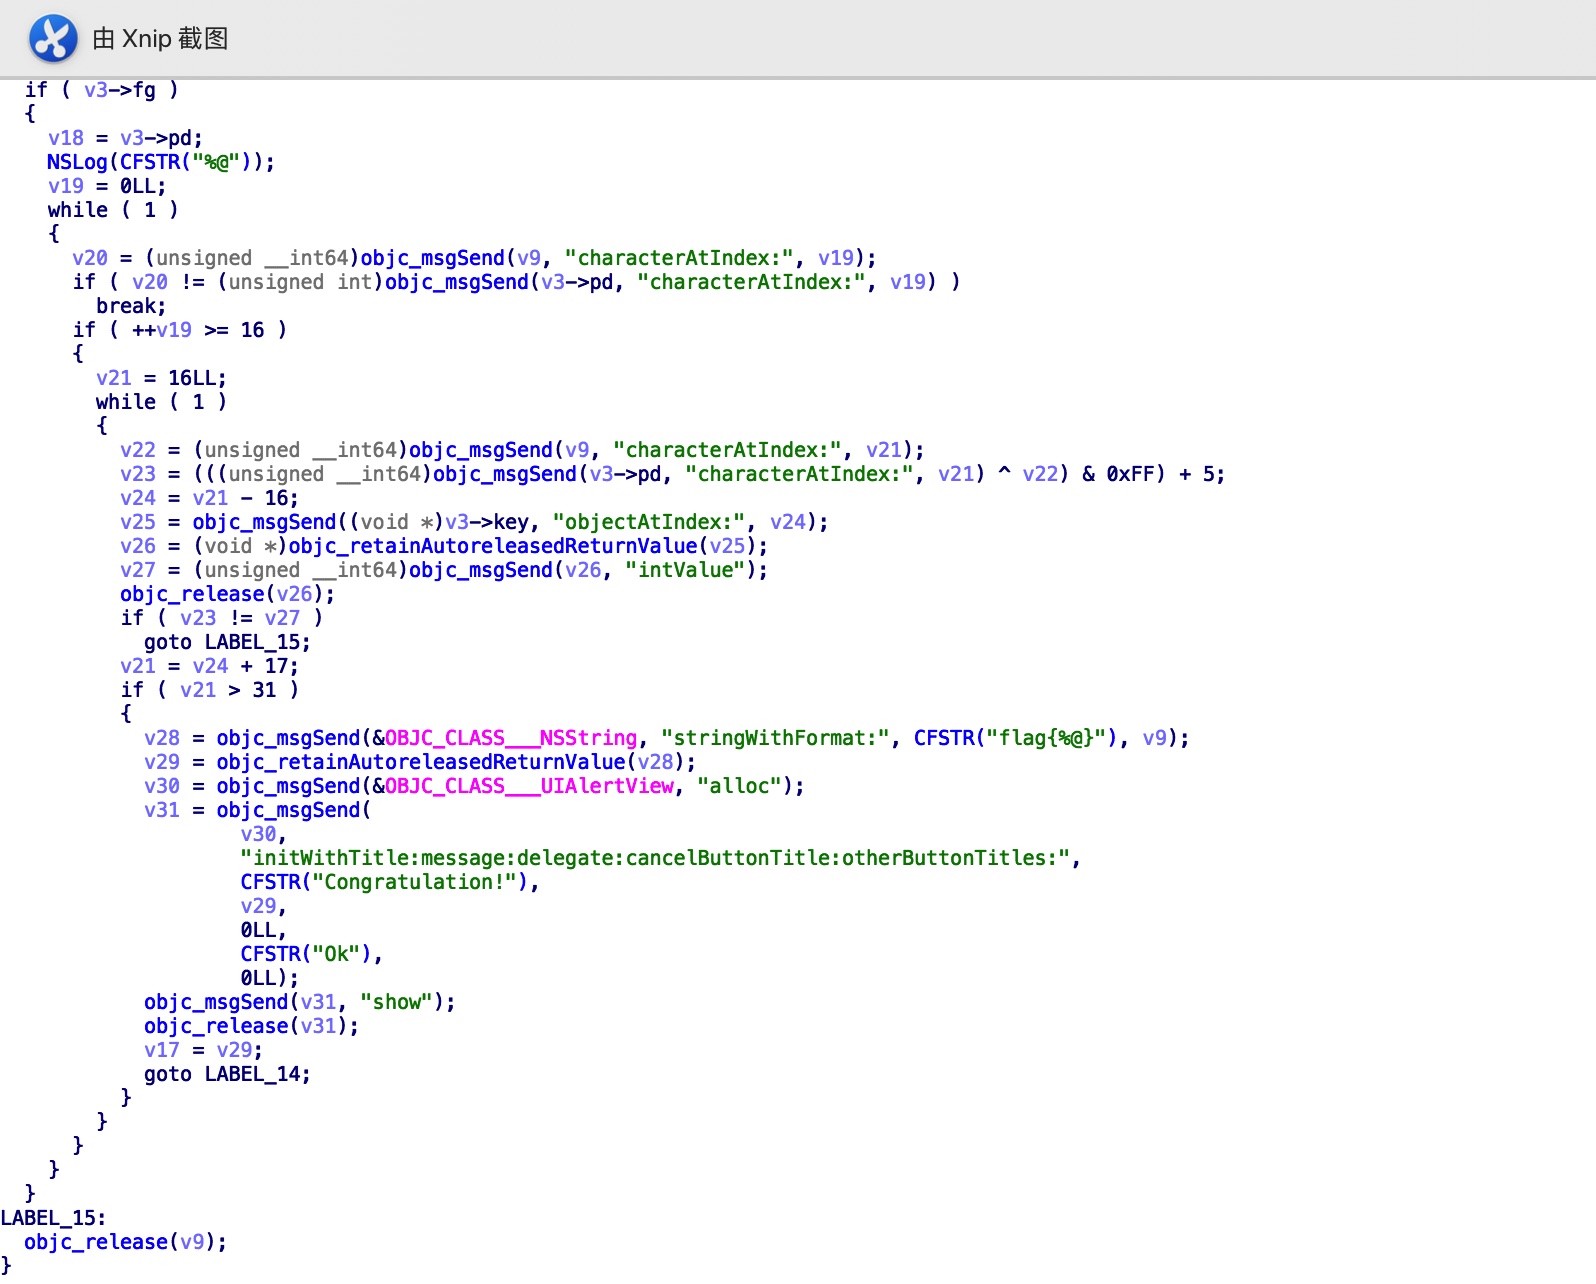 由 Xnip 截图
if ( v3->fg )
{
v18 = v3->pd;
NSLog(CFSTR("%@"));
v19 = 0LL;
while ( 1 )
{
v20 = (unsigned __int64)objc_msgSend(v9, "characterAtIndex:", v19);
if ( v20 != (unsigned int)objc_msgSend(v3->pd, "characterAtIndex:", v19) )
break;
if ( ++v19 >= 16 )
{
v21 = 16LL;
while ( 1 )
{
v22 = (unsigned __int64)objc_msgSend(v9, "characterAtIndex:", v21);
v23 = (((unsigned __int64)objc_msgSend(v3->pd, "characterAtIndex:", v21) ^ v22) & 0xFF) + 5;
v24 = v21 - 16;
v25 = objc_msgSend((void *)v3->key, "objectAtIndex:", v24);
v26 = (void *)objc_retainAutoreleasedReturnValue(v25);
v27 = (unsigned __int64)objc_msgSend(v26, "intValue");
objc_release(v26);
if ( v23 != v27 )
goto LABEL_15;
v21 = v24 + 17;
if ( v21 > 31 )
{
v28 = objc_msgSend(&OBJC_CLASS___NSString, "stringWithFormat:", CFSTR("flag{%@}"), v9);
v29 = objc_retainAutoreleasedReturnValue(v28);
v30 = objc_msgSend(&OBJC_CLASS___UIAlertView, "alloc");
v31 = objc_msgSend(
v30,
"initWithTitle:message:delegate:cancelButtonTitle:otherButtonTitles:",
CFSTR("Congratulation!"),
v29,
0LL,
CFSTR("Ok"),
0LL);
objc_msgSend(v31, "show");
objc_release(v31);
v17 = v29;
goto LABEL_14;
}
}
}
}
}
LABEL_15:
objc_release(v9);
}